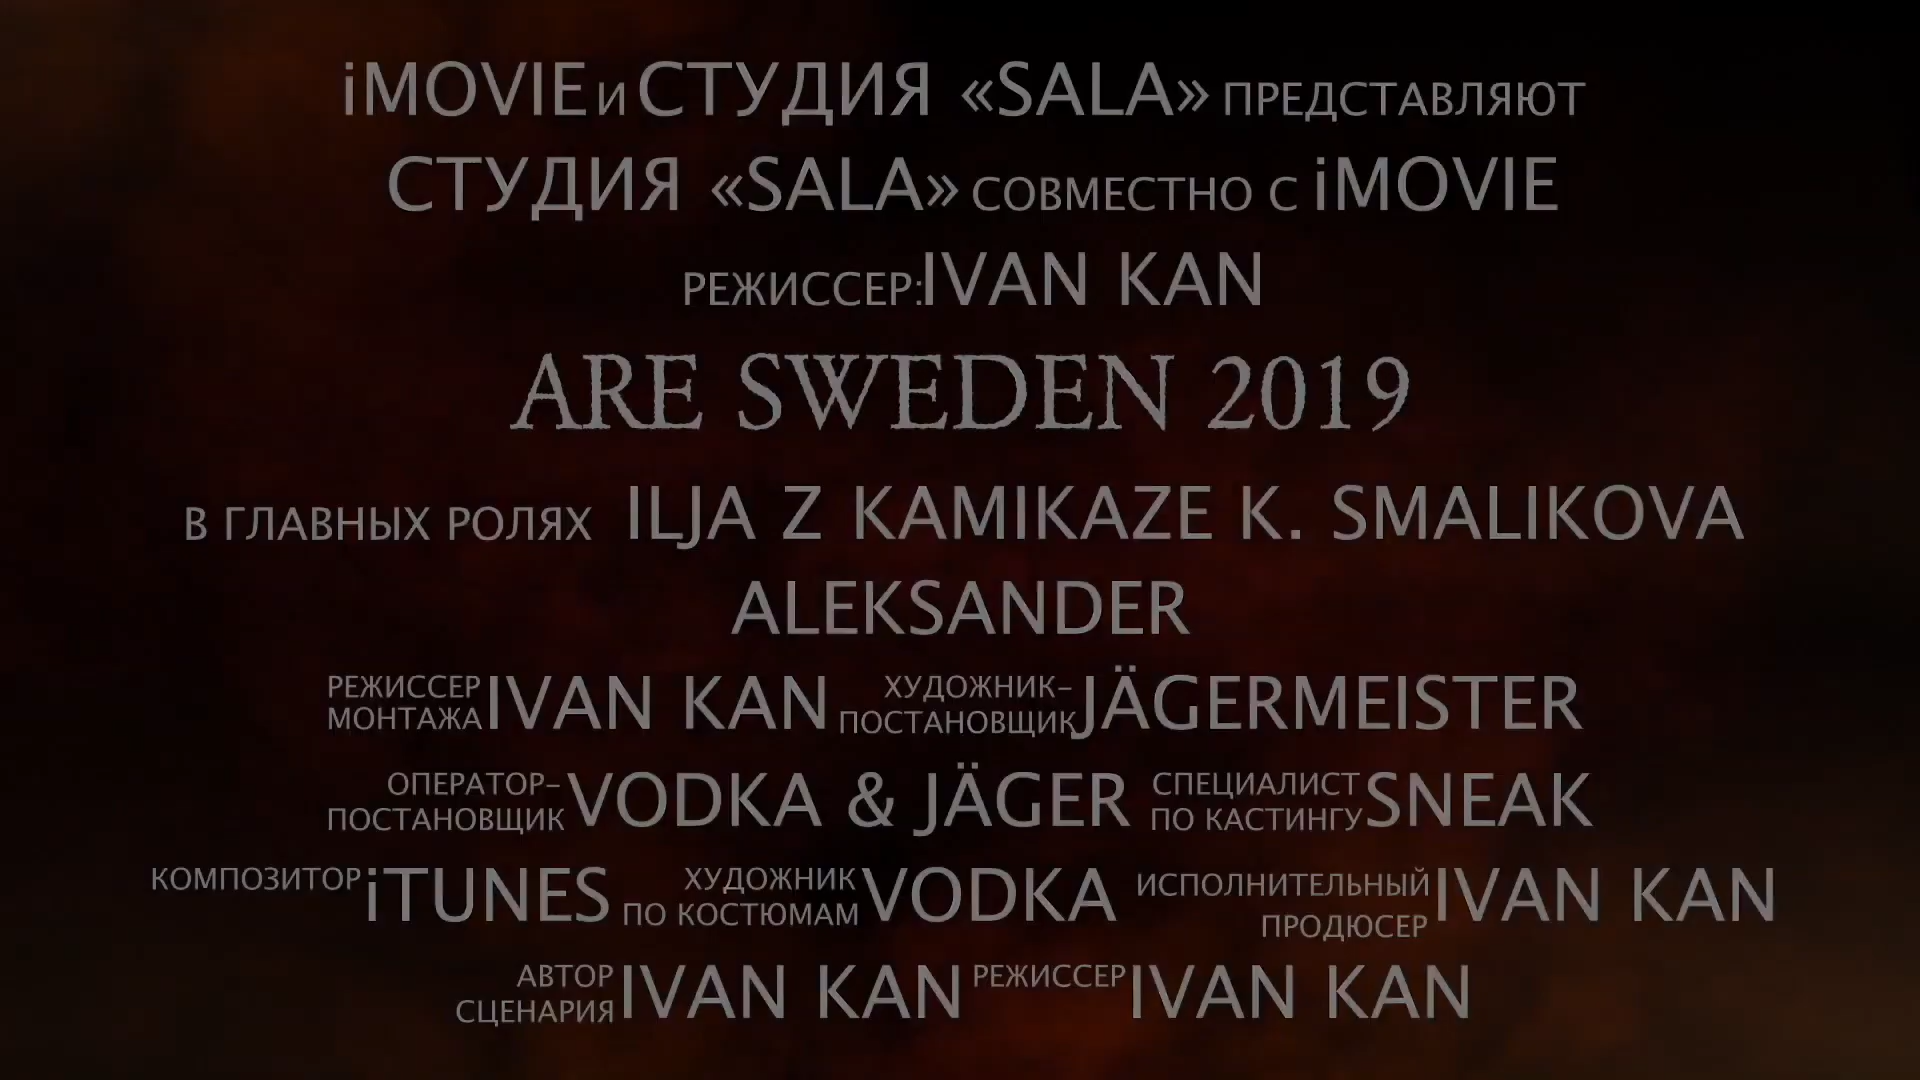 iMOVIE и СТУДИЯ «SALA» ПРЕДСТАВЛЯЮТ
СТУДИЯ «SALA» СОВМЕСТНО С iMOVIE
РЕЖИССЕР: IVAN KAN
ARE SWEDEN 2019
В ГЛАВНЫХ РОЛЯХ ILJA Z KAMIKAZE K. SMALIKOVA
ALEKSANDER
РЕЖИССЕР МОНТАЖА IVAN KAN ХУДОЖНИК-ПОСТАНОВЩИК JÄGERMEISTER
ОПЕРАТОР-ПОСТАНОВЩИК VODKA & JÄGER СПЕЦИАЛИСТ ПО КАСТИНГУ SNEAK
КОМПОЗИТОР iTUNES ХУДОЖНИК ПО КОСТЮМАМ VODKA ИСПОЛНИТЕЛЬНЫЙ ПРОДЮСЕР IVAN KAN
АВТОР СЦЕНАРИЯ IVAN KAN РЕЖИССЕР IVAN KAN